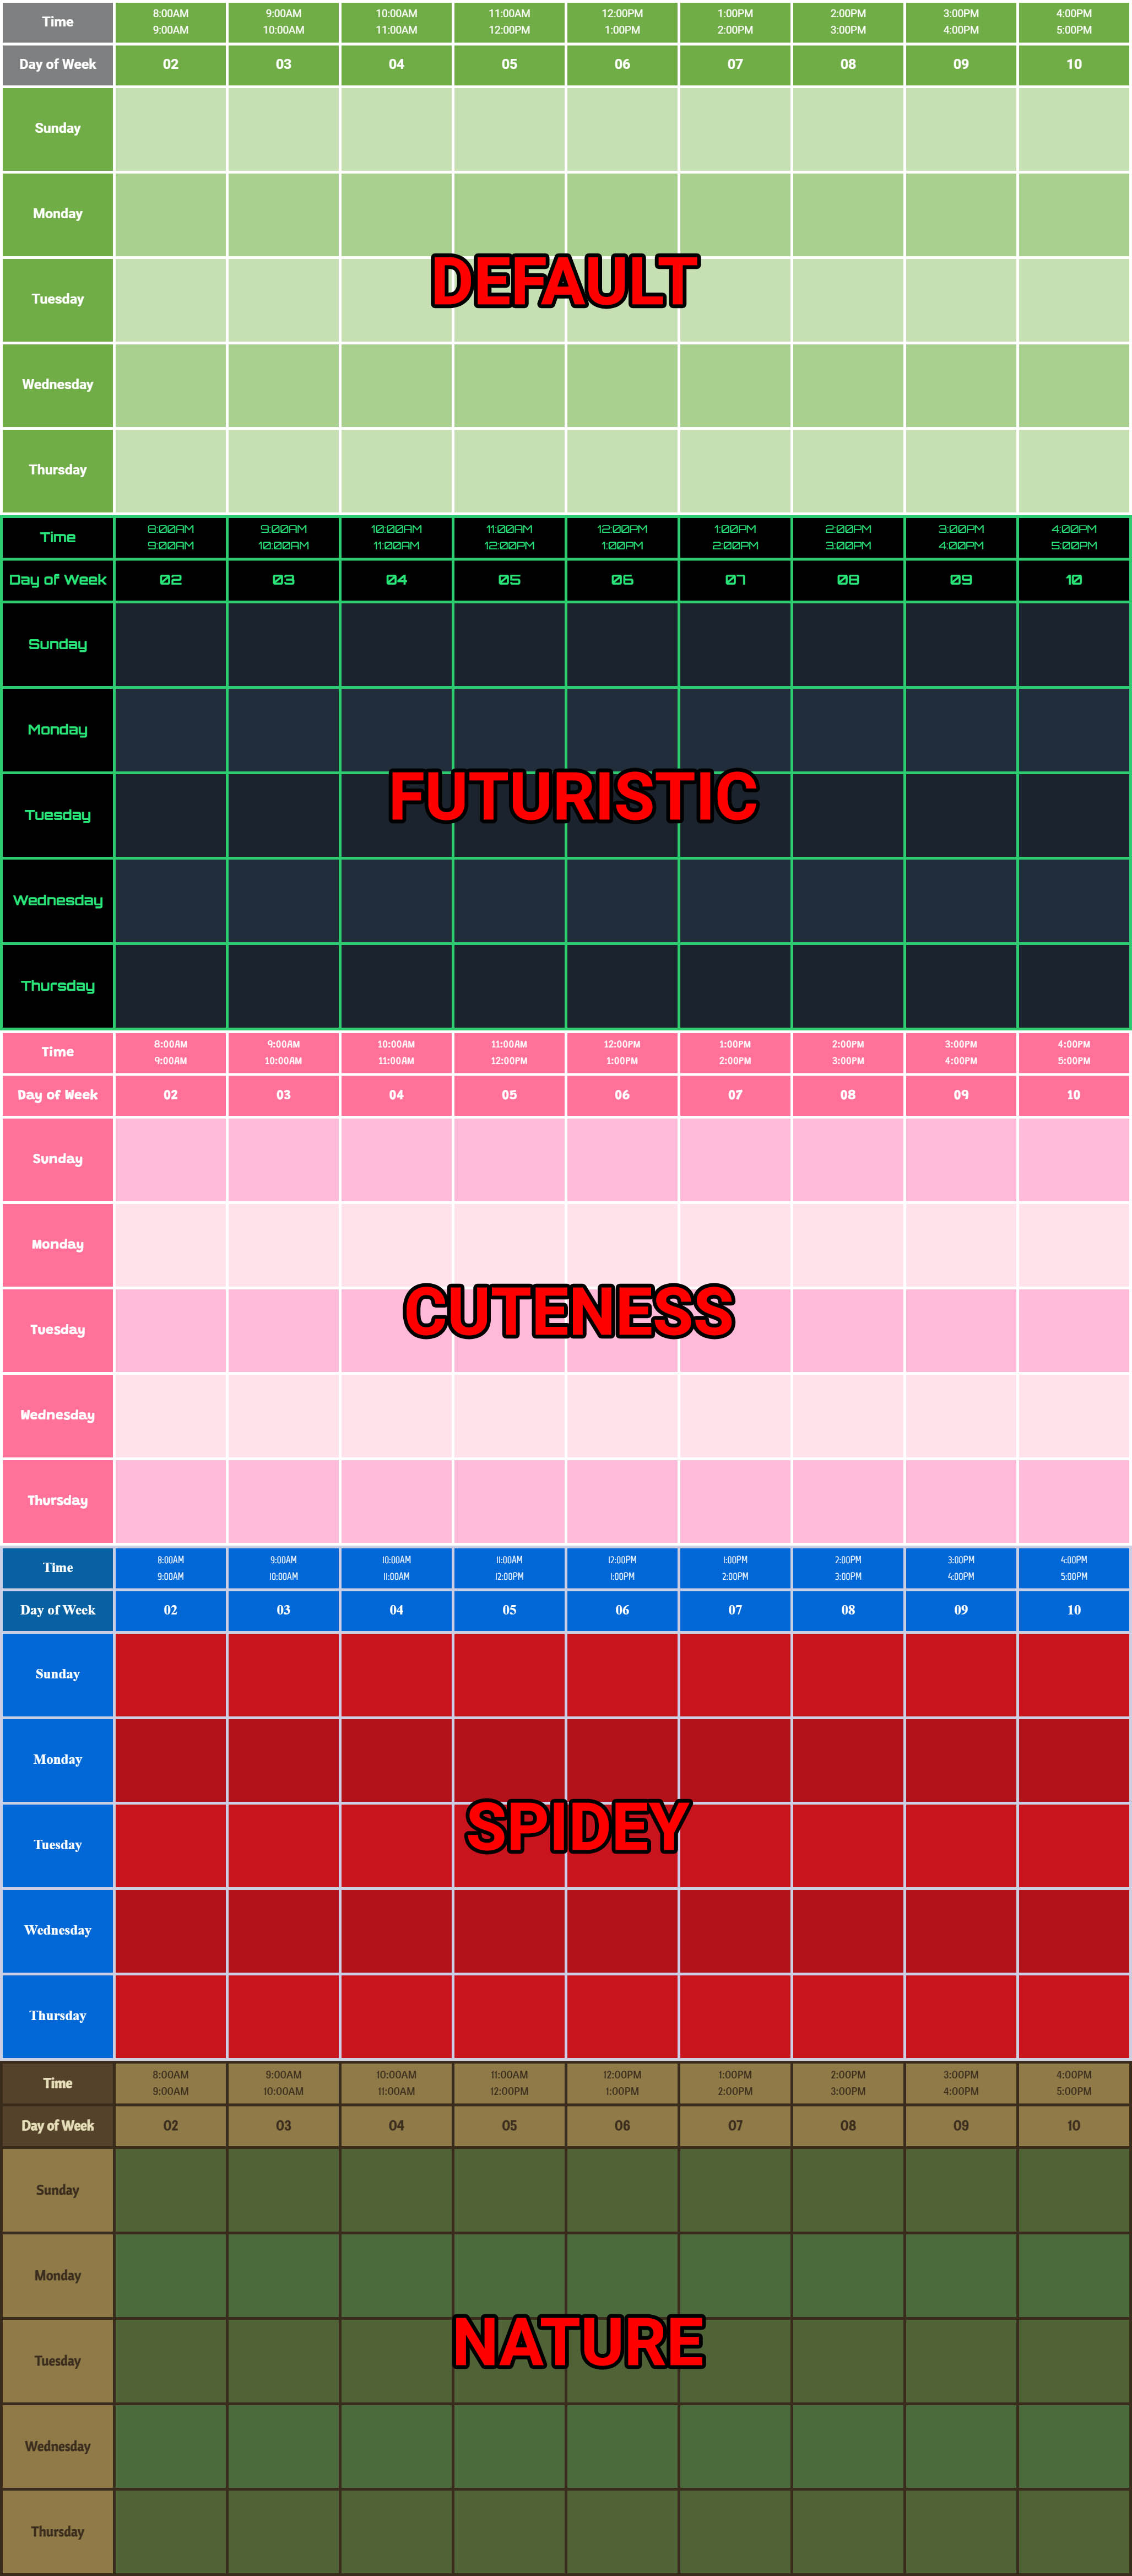 Time 8:00AM 9:00AM 10:00AM 11:00AM 12:00PM 1:00PM 2:00PM 3:00PM 4:00PM
9:00AM 10:00AM 11:00AM 12:00PM 1:00PM 2:00PM 3:00PM 4:00PM 5:00PM
Day of Week 02 03 04 05 06 07 08 09 10
Sunday
Monday
DEFAULT
Tuesday
Wednesday
Thursday
Time 8:00AM 9:00AM 10:00AM 11:00AM 12:00PM 1:00PM 2:00PM 3:00PM 4:00PM
9:00AM 10:00AM 11:00AM 12:00PM 1:00PM 2:00PM 3:00PM 4:00PM 5:00PM
Day of Week 02 03 04 05 06 07 08 09 10
Sunday
Monday
FUTURISTIC
Tuesday
Wednesday
Thursday
Time 8:00AM 9:00AM 10:00AM 11:00AM 12:00PM 1:00PM 2:00PM 3:00PM 4:00PM
9:00AM 10:00AM 11:00AM 12:00PM 1:00PM 2:00PM 3:00PM 4:00PM 5:00PM
Day of Week 02 03 04 05 06 07 08 09 10
Sunday
Monday
CUTENESS
Tuesday
Wednesday
Thursday
Time 8:00AM 9:00AM 10:00AM 11:00AM 12:00PM 1:00PM 2:00PM 3:00PM 4:00PM
9:00AM 10:00AM 11:00AM 12:00PM 1:00PM 2:00PM 3:00PM 4:00PM 5:00PM
Day of Week 02 03 04 05 06 07 08 09 10
Sunday
Monday
SPIDEY
Tuesday
Wednesday
Thursday
Time 8:00AM 9:00AM 10:00AM 11:00AM 12:00PM 1:00PM 2:00PM 3:00PM 4:00PM
9:00AM 10:00AM 11:00AM 12:00PM 1:00PM 2:00PM 3:00PM 4:00PM 5:00PM
Day of Week 02 03 04 05 06 07 08 09 10
Sunday
Monday
NATURE
Tuesday
Wednesday
Thursday